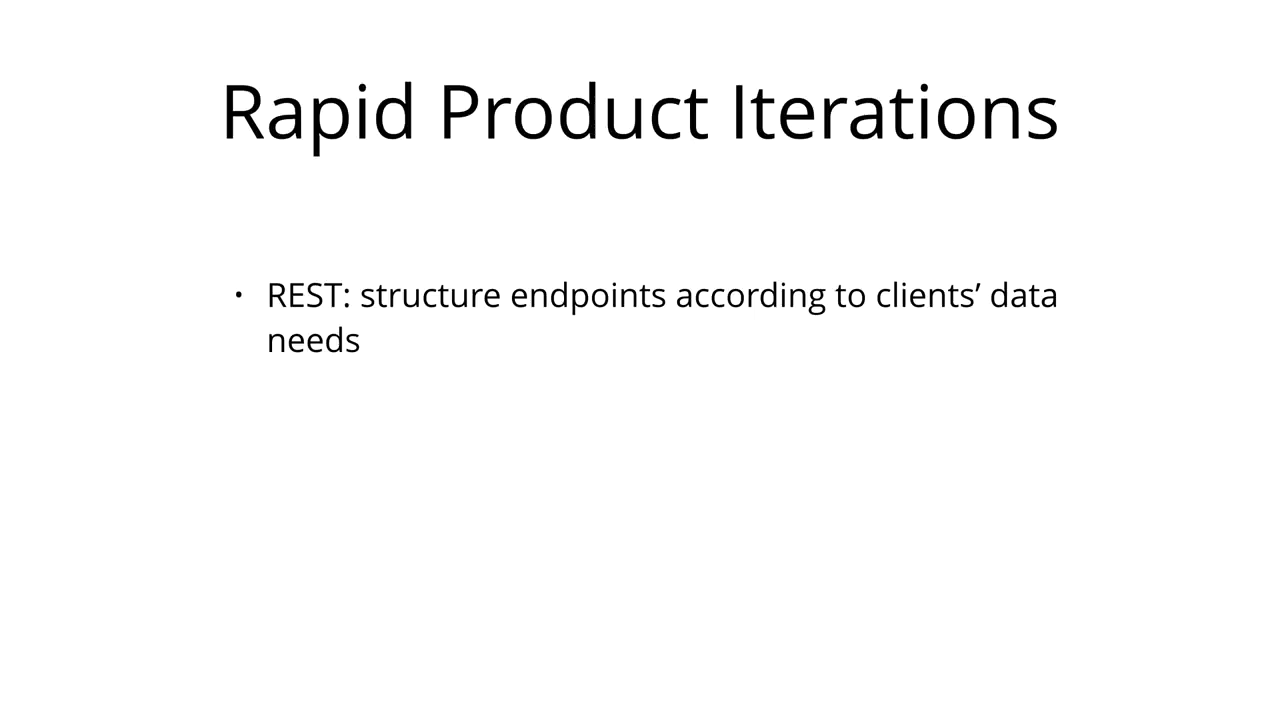 Rapid Product Iterations
• REST: structure endpoints according to clients’ data
needs